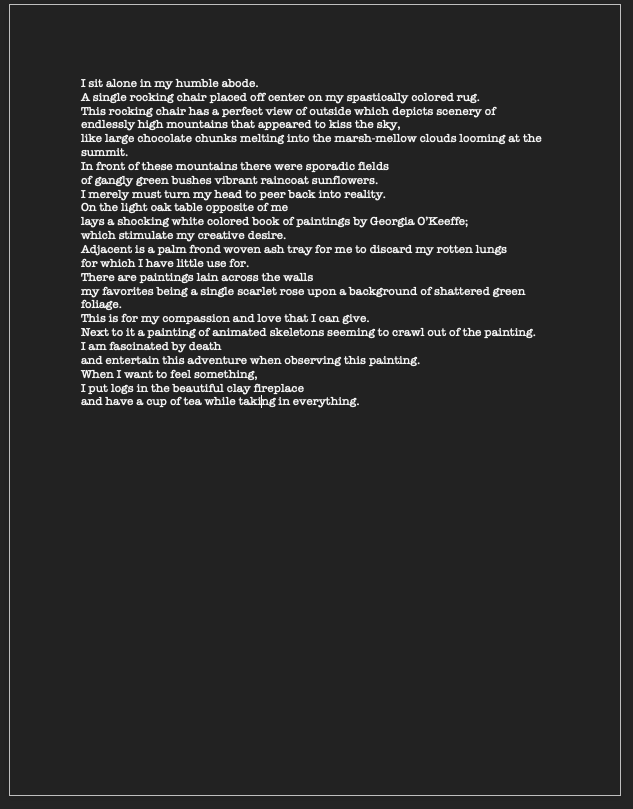 I sit alone in my humble abode.
A single rocking chair placed off center on my spastically colored rug.
This rocking chair has a perfect view of outside which depicts scenery of
endlessly high mountains that appeared to kiss the sky,
like large chocolate chunks melting into the marsh-mellow clouds looming at the
summit.
In front of these mountains there were sporadic fields
of gangly green bushes vibrant raincoat sunflowers.
I merely must turn my head to peer back into reality.
On the light oak table opposite of me
lays a shocking white colored book of paintings by Georgia O'Keeffe;
which stimulate my creative desire.
Adjacent is a palm frond woven ash tray for me to discard my rotten lungs
for which I have little use for.
There are paintings lain across the walls
my favorites being a single scarlet rose upon a background of shattered green
foliage.
This is for my compassion and love that I can give.
Next to it a painting of animated skeletons seeming to crawl out of the painting.
I am fascinated by death
and entertain this adventure when observing this painting.
When I want to feel something,
I put logs in the beautiful clay fireplace
and have a cup of tea while taking in everything.